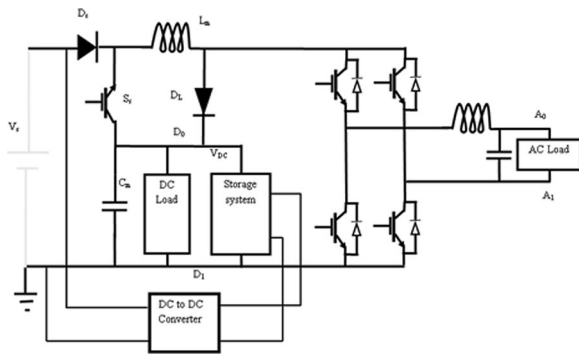 Ds
Lm
Ss
DL
Vs
D0
VDC
Cm
DC
Load
Storage
system
A0
AC Load
A1
D1
DC to DC
Converter